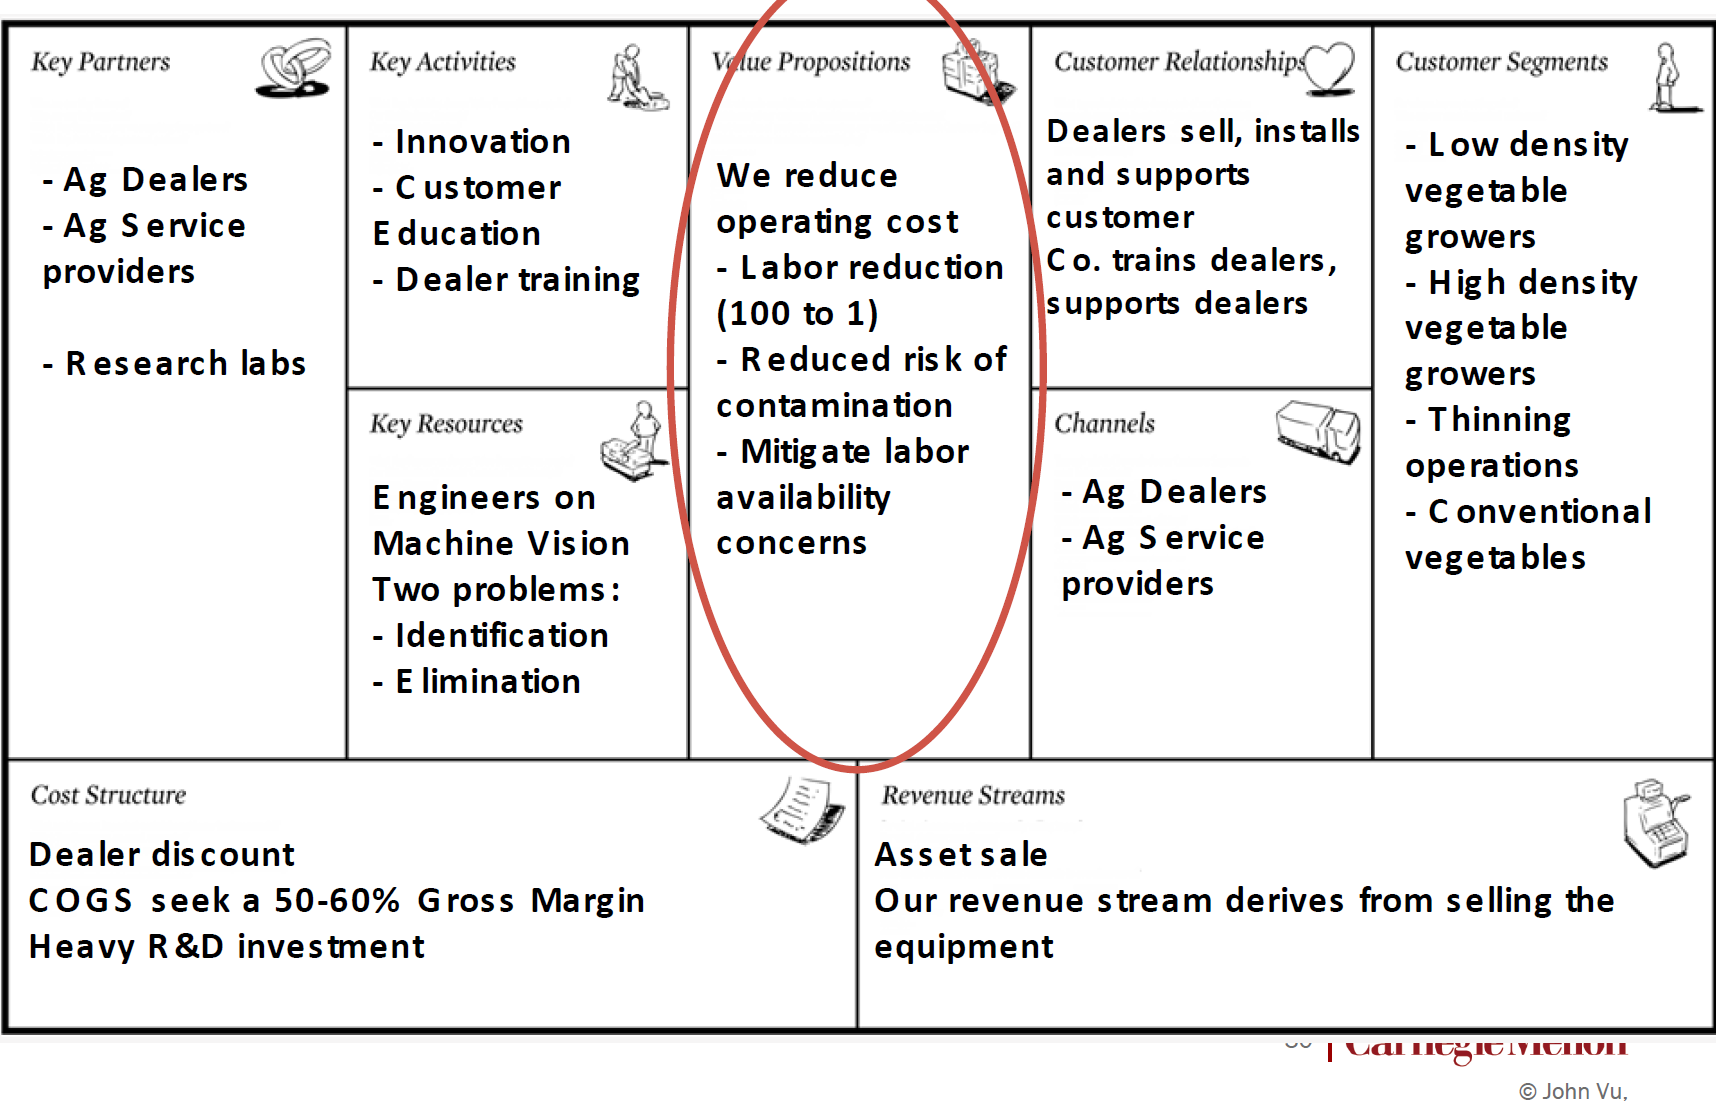 Key Partners
- Ag Dealers
- Ag Service
providers
- Research labs
Key Activities
- Innovation
- Customer
Education
- Dealer training
Key Resources
Engineers on
Machine Vision
Two problems:
- Identification
- Elimination
Value Propositions
We reduce
operating cost
- Labor reduction
(100 to 1)
- Reduced risk of
contamination
- Mitigate labor
availability
concerns
Customer Relationships
Dealers sell, installs
and supports
customer
Co. trains dealers,
supports dealers
Channels
- Ag Dealers
- Ag Service
providers
Customer Segments
- Low density
vegetable
growers
- High density
vegetable
growers
- Thinning
operations
- Conventional
vegetables
Cost Structure
Dealer discount
COGS seek a 50-60% Gross Margin
Heavy R&D investment
Revenue Streams
Asset sale
Our revenue stream derives from selling the
equipment
Carnegie Mellon
© John Vu,